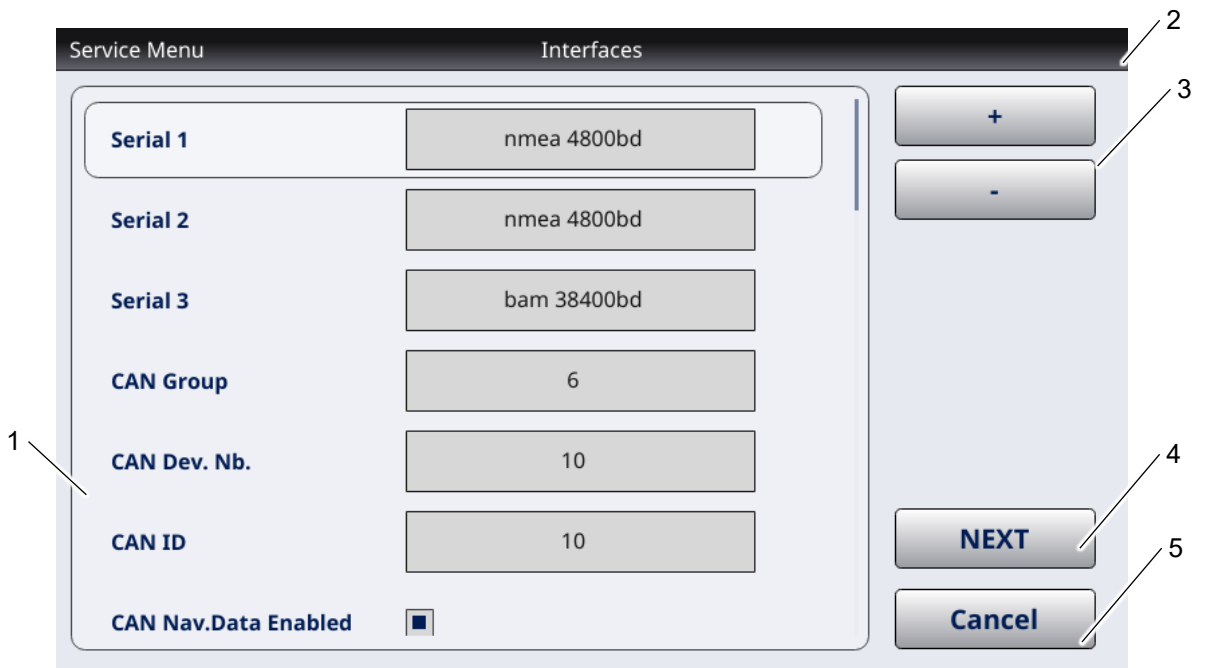 2
Service Menu Interfaces
3
+
Serial 1 nmea 4800bd
-
Serial 2 nmea 4800bd
Serial 3 bam 38400bd
CAN Group 6
1
CAN Dev. Nb. 10
4
CAN ID 10
NEXT
5
CAN Nav.Data Enabled
Cancel